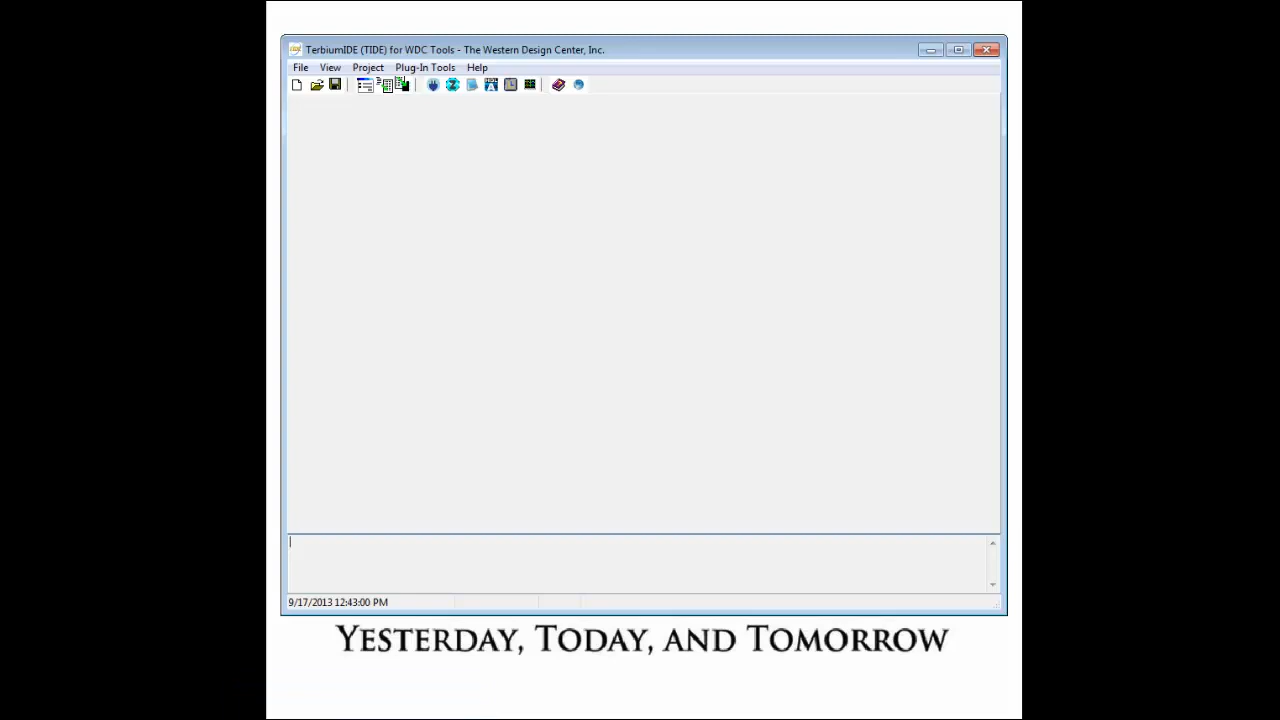 TerbiumIDE (TIDE) for WDC Tools - The Western Design Center, Inc.
File View Project Plug-In Tools Help
9/17/2013 12:43:00 PM
YESTERDAY, TODAY, AND TOMORROW